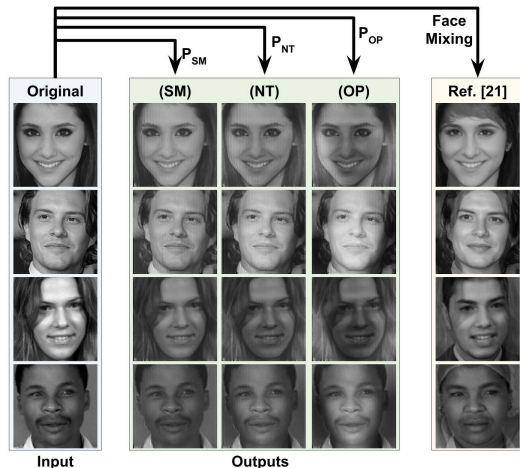 Face
Mixing
P_SM
P_NT
P_OP
Original
(SM)
(NT)
(OP)
Ref. [21]
Input
Outputs